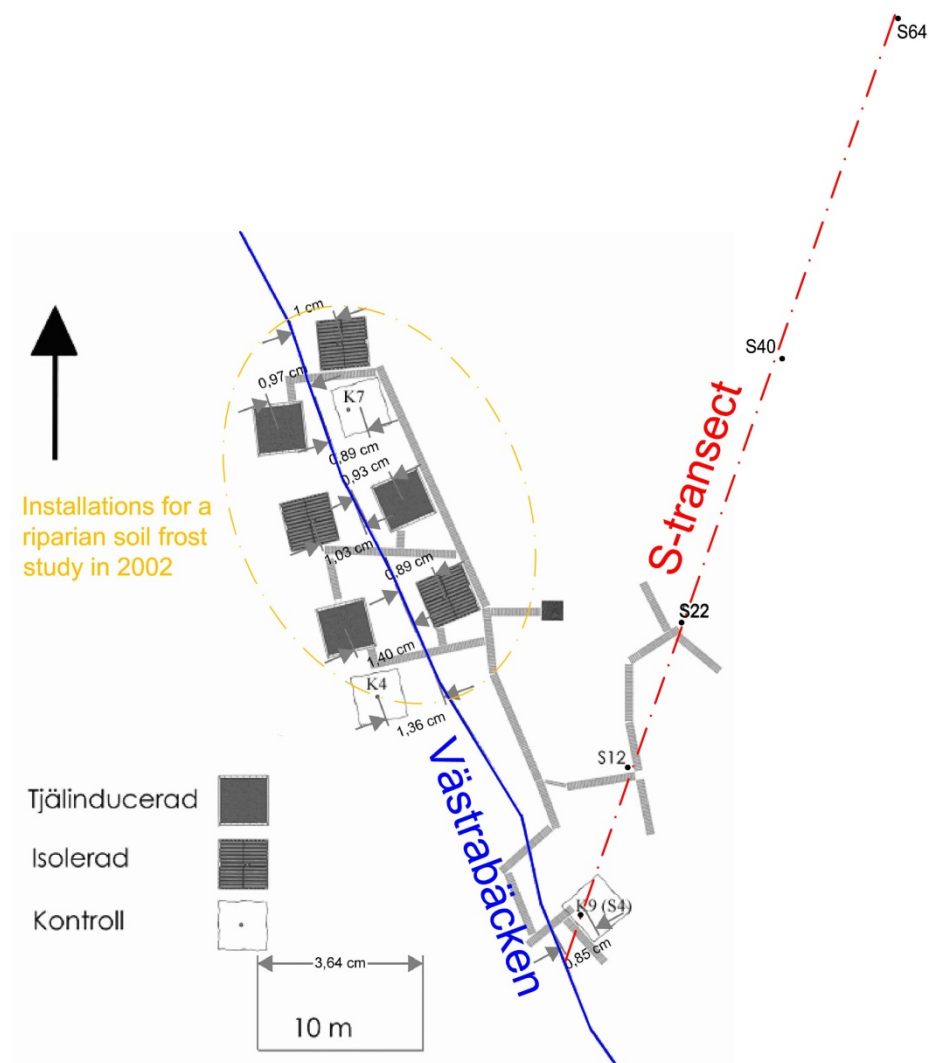 S64
S40
S-transect
S22
S12
K9 (S4)
0,85 cm
1 cm
0,97 cm
K7
0,89 cm
0,93 cm
1,03 cm
0,89 cm
1,40 cm
K4
1,36 cm
Installations for a
riparian soil frost
study in 2002
Västrabäcken
Tjälinducerad
Isolerad
Kontroll
3,64 cm
10 m